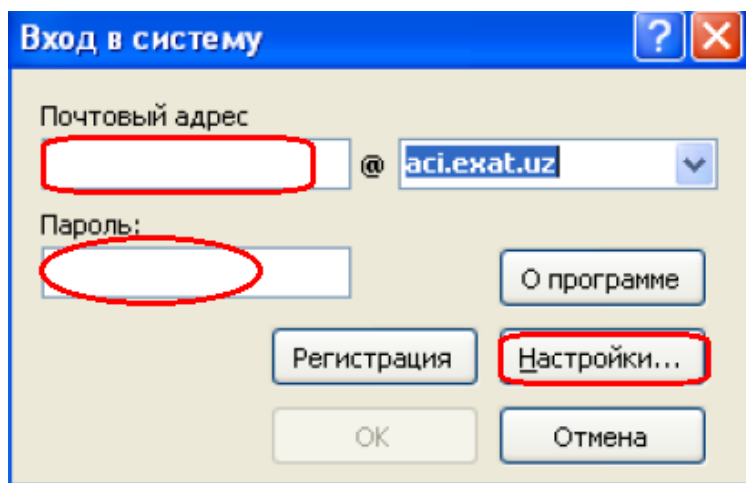 Вход в систему
?
Почтовый адрес
@ aci.exat.uz
Пароль:
О программе
Регистрация Настройки...
OK Отмена